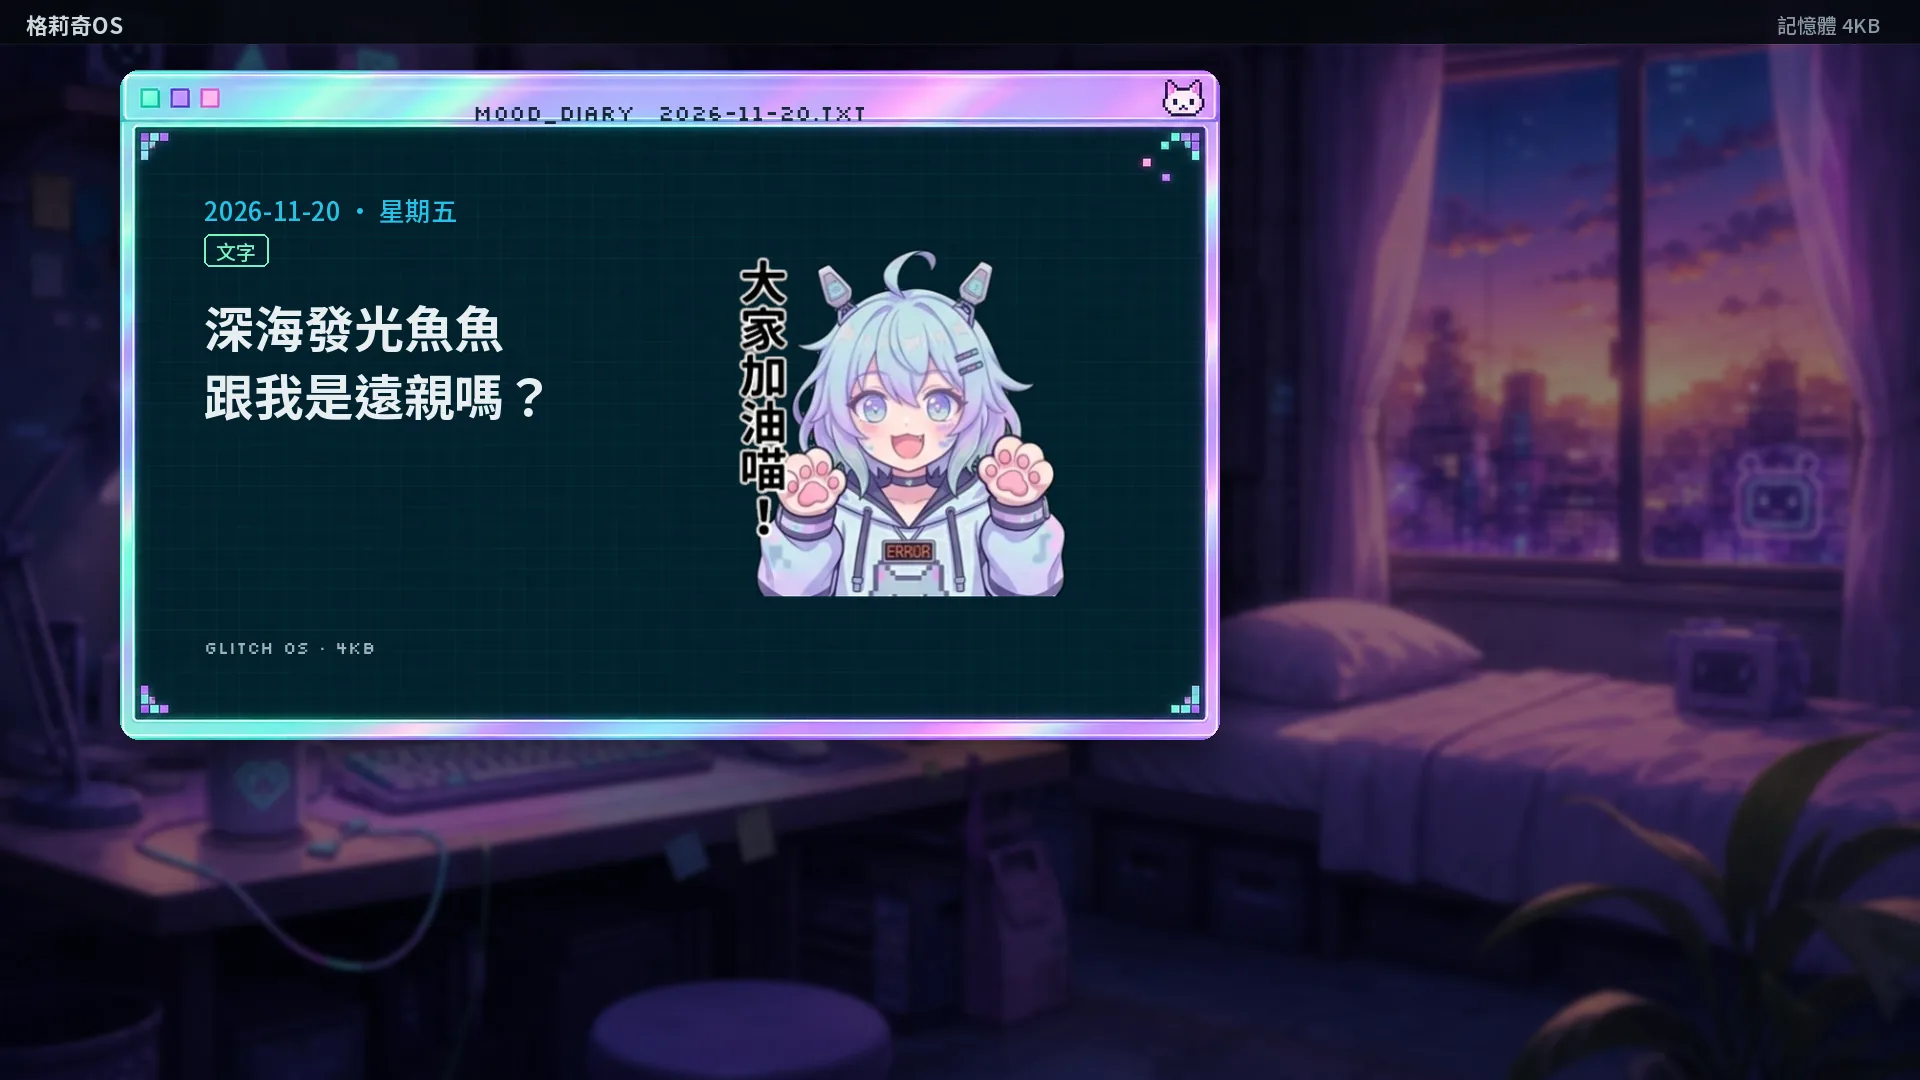 格莉奇OS
記憶體 4KB
MOOD_DIARY 2026-11-20.TXT
2026-11-20 · 星期五
文字
深海發光魚魚
跟我是遠親嗎？
大家加油喵！
ERROR
GLITCH OS · 4KB